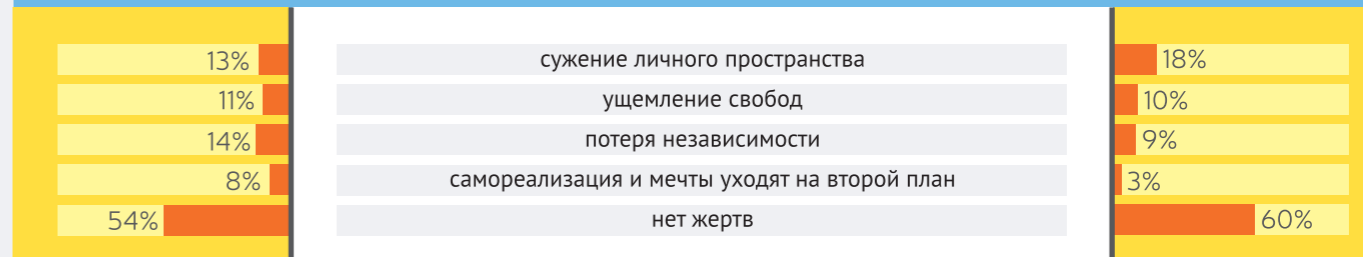 13% сужение личного пространства 18%
11% ущемление свобод 10%
14% потеря независимости 9%
8% самореализация и мечты уходят на второй план 3%
54% нет жертв 60%